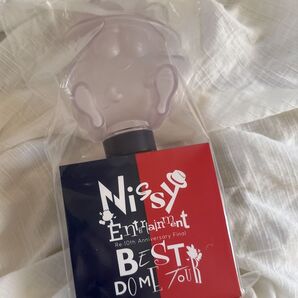 Nissy
Entertainment
Re:10th Anniversary Final
BEST
DOME TOUR